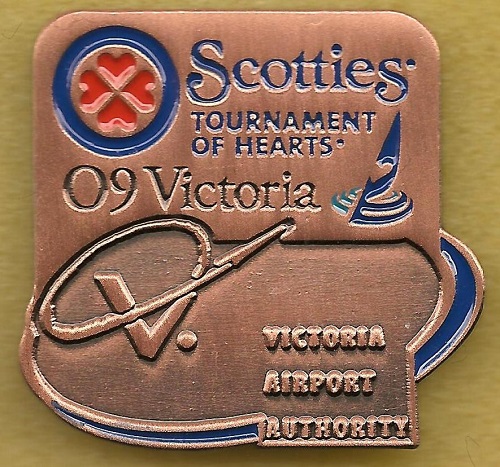 Scotties
TOURNAMENT
OF HEARTS
09 Victoria
V.
VICTORIA
AIRPORT
AUTHORITY